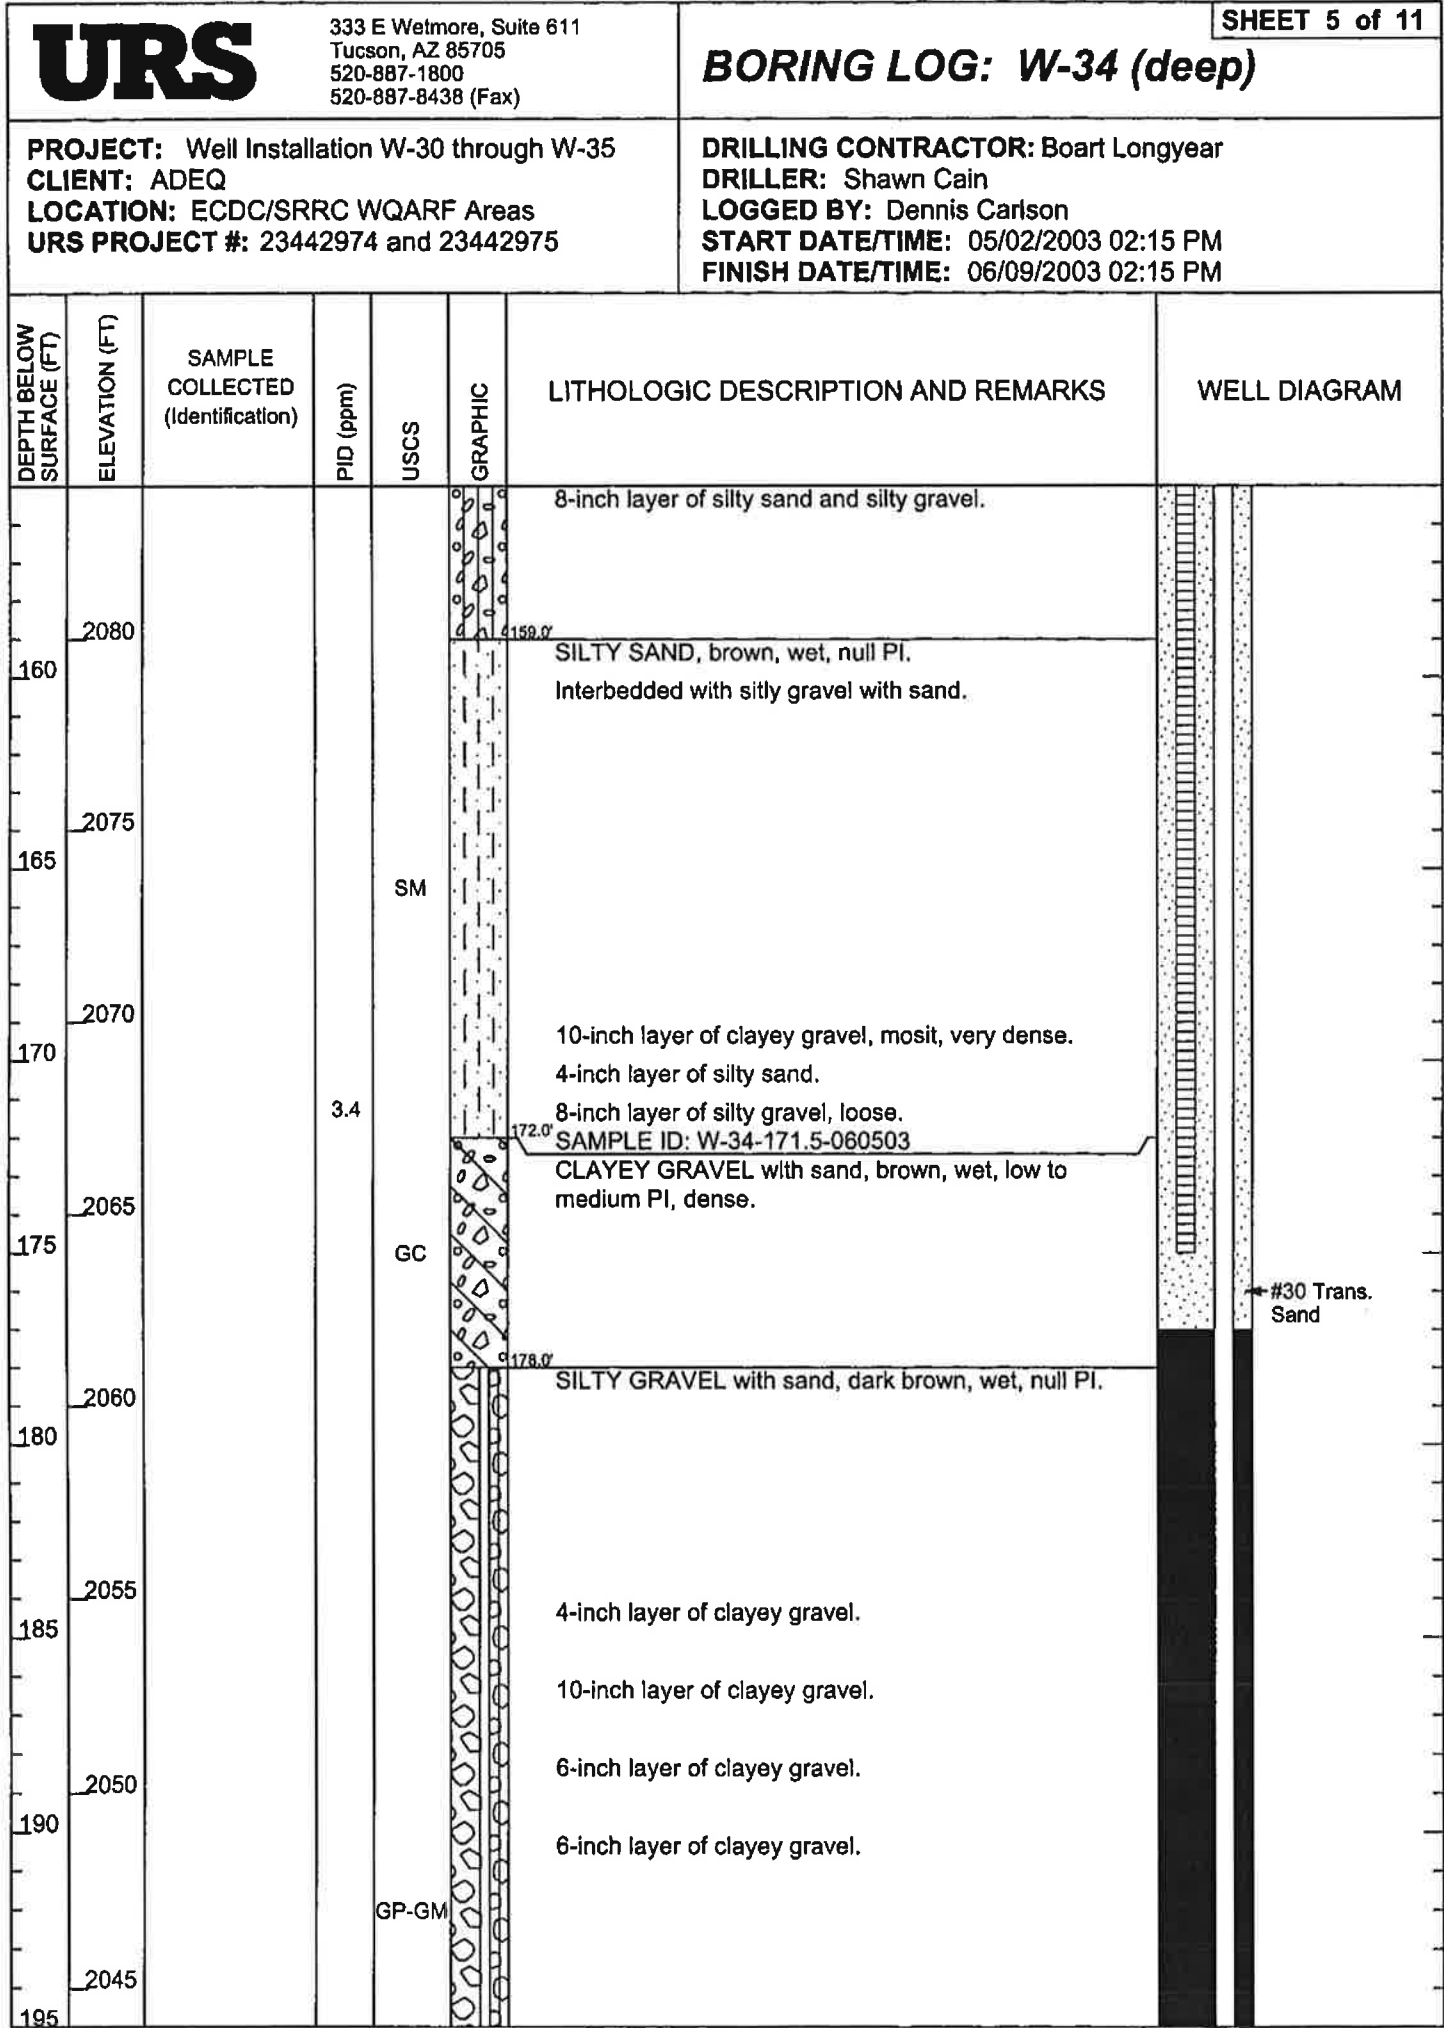 URS
333 E Wetmore, Suite 611
Tucson, AZ 85705
520-887-1800
520-887-8438 (Fax)
SHEET 5 of 11
BORING LOG: W-34 (deep)
PROJECT: Well Installation W-30 through W-35
CLIENT: ADEQ
LOCATION: ECDC/SRRC WQARF Areas
URS PROJECT #: 23442974 and 23442975
DRILLING CONTRACTOR: Boart Longyear
DRILLER: Shawn Cain
LOGGED BY: Dennis Carlson
START DATE/TIME: 05/02/2003 02:15 PM
FINISH DATE/TIME: 06/09/2003 02:15 PM
DEPTH BELOW
SURFACE (FT)
ELEVATION (FT)
SAMPLE
COLLECTED
(Identification)
PID (ppm)
USCS
GRAPHIC
LITHOLOGIC DESCRIPTION AND REMARKS
WELL DIAGRAM
8-inch layer of silty sand and silty gravel.
2080
159.0'
SILTY SAND, brown, wet, null PI.
160
Interbedded with sitly gravel with sand.
2075
165
SM
2070
10-inch layer of clayey gravel, mosit, very dense.
170
4-inch layer of silty sand.
3.4
8-inch layer of silty gravel, loose.
172.0'
SAMPLE ID: W-34-171.5-060503
CLAYEY GRAVEL with sand, brown, wet, low to
medium PI, dense.
2065
175
GC
#30 Trans.
Sand
178.0'
SILTY GRAVEL with sand, dark brown, wet, null PI.
2060
180
2055
4-inch layer of clayey gravel.
185
10-inch layer of clayey gravel.
6-inch layer of clayey gravel.
2050
190
6-inch layer of clayey gravel.
GP-GM
2045
195